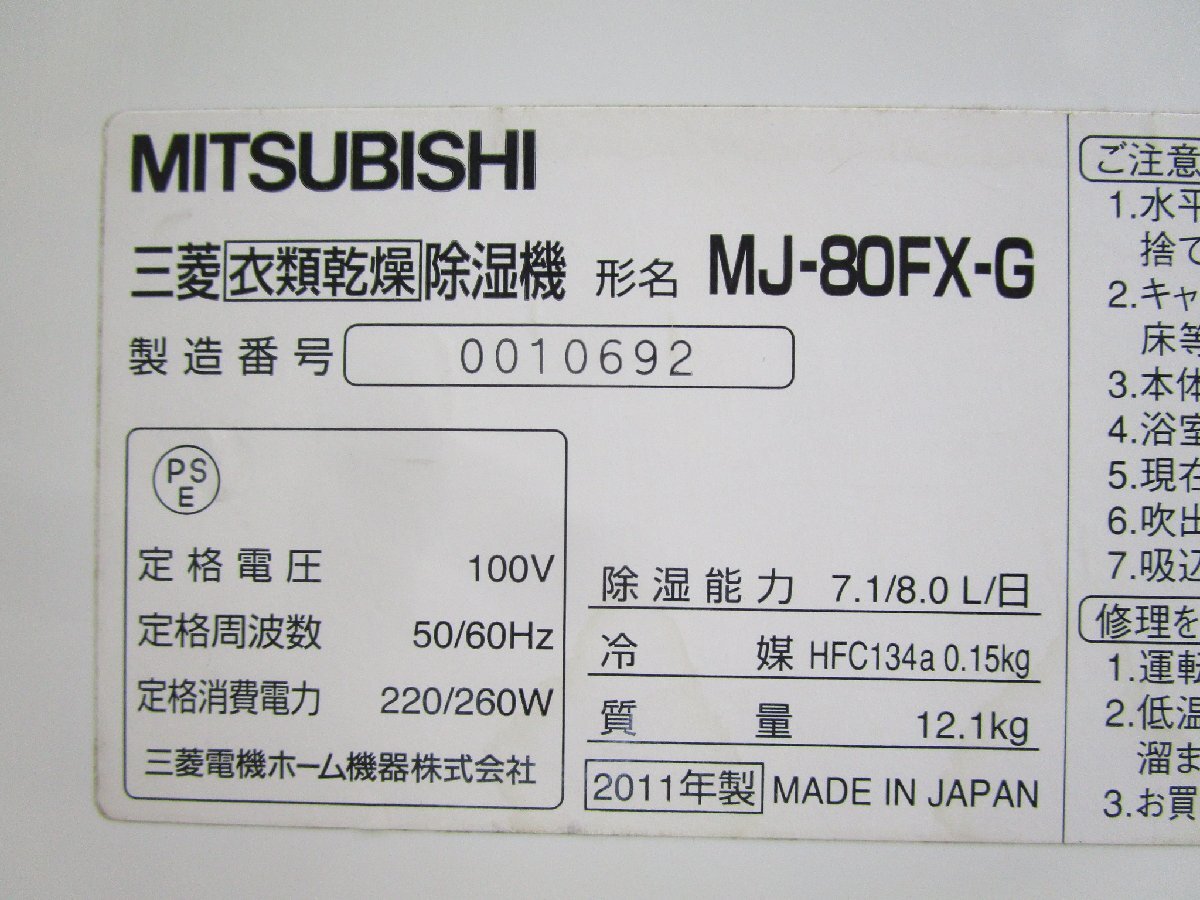 MITSUBISHI
三菱衣類乾燥除湿機 形名 MJ-80FX-G
製造番号 0010692
PSE
定格電圧 100V
定格周波数 50/60Hz
定格消費電力 220/260W
三菱電機ホーム機器株式会社
除湿能力 7.1/8.0 L/日
冷媒 HFC134a 0.15kg
質量 12.1kg
2011年製 MADE IN JAPAN
ご注意
1.水平
捨て
2.キャ
床等
3.本体
4.浴室
5.現在
6.吹出
7.吸込
修理を
1.運転
2.低温
溜ま
3.お買